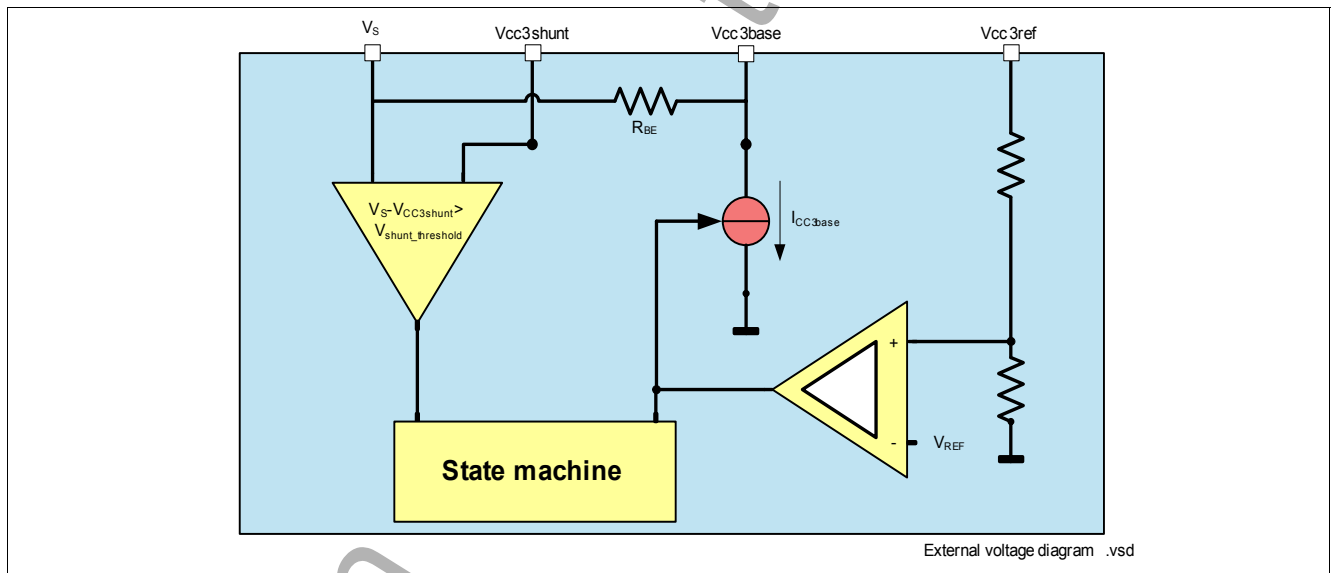 VS Vcc3shunt Vcc3base Vcc3ref
RBE
VS-VCC3shunt>
Vshunt_threshold
ICC3base
+
- VREF
State machine
External voltage diagram .vsd